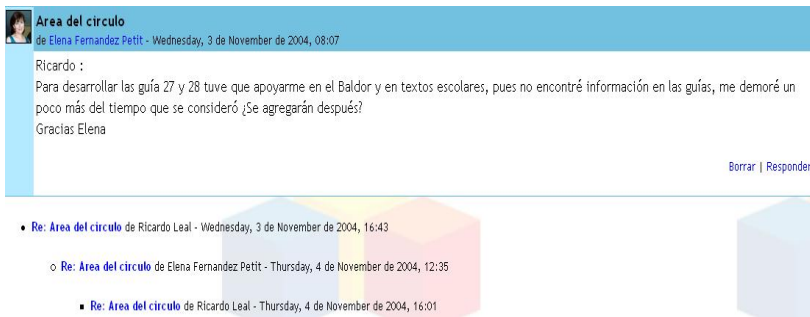 Area del circulo
de Elena Fernandez Petit - Wednesday, 3 de November de 2004, 08:07
Ricardo :
Para desarrollar las guía 27 y 28 tuve que apoyarme en el Baldor y en textos escolares, pues no encontré información en las guías, me demoré un
poco más del tiempo que se consideró ¿Se agregarán después?
Gracias Elena
Borrar | Responder
Re: Area del circulo de Ricardo Leal - Wednesday, 3 de November de 2004, 16:43
Re: Area del circulo de Elena Fernandez Petit - Thursday, 4 de November de 2004, 12:35
Re: Area del circulo de Ricardo Leal - Thursday, 4 de November de 2004, 16:01